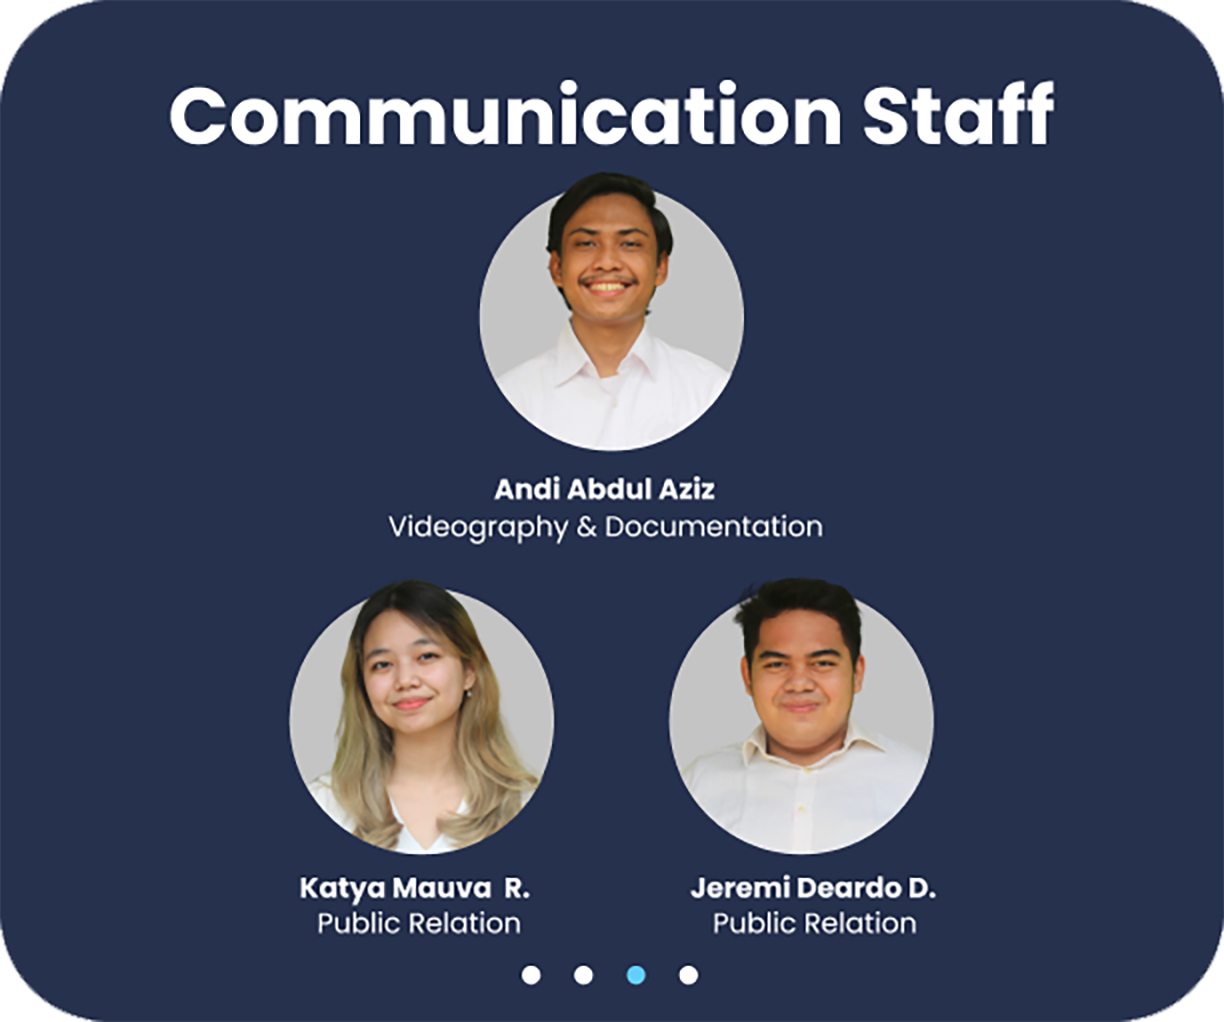 Communication Staff
Andi Abdul Aziz
Videography & Documentation
Katya Mauva R.
Public Relation
Jeremi Deardo D.
Public Relation